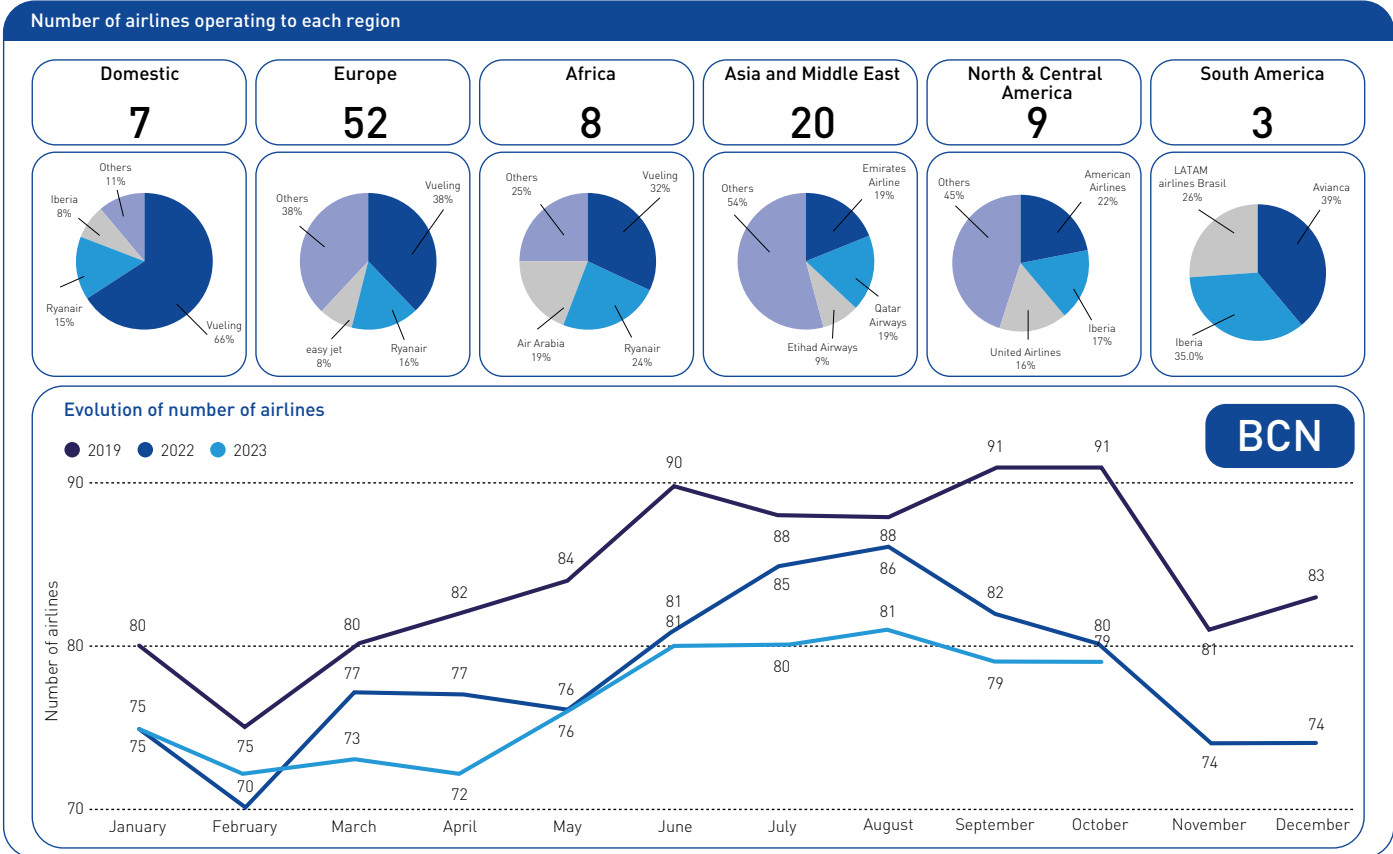 Number of airlines operating to each region
Domestic
7
Europe
52
Africa
8
Asia and Middle East
20
North & Central
America
9
South America
3
Others
11%
Iberia
8%
Ryanair
15%
Vueling
66%
Others
38%
Vueling
38%
easy jet
8%
Ryanair
16%
Others
25%
Vueling
32%
Air Arabia
19%
Ryanair
24%
Others
54%
Emirates
Airline
19%
Qatar
Airways
19%
Etihad Airways
9%
Others
45%
American
Airlines
22%
Iberia
17%
United Airlines
16%
LATAM
airlines Brasil
26%
Avianca
39%
Iberia
35.0%
Evolution of number of airlines
BCN
2019 2022 2023
Number of airlines
90
80
70
80 75 80 82 84 90 88 88 91 91 81 83
75 70 77 77 76 81 85 86 82 80 74 74
75 73 72 76 81 80 81 79 79
January February March April May June July August September October November December